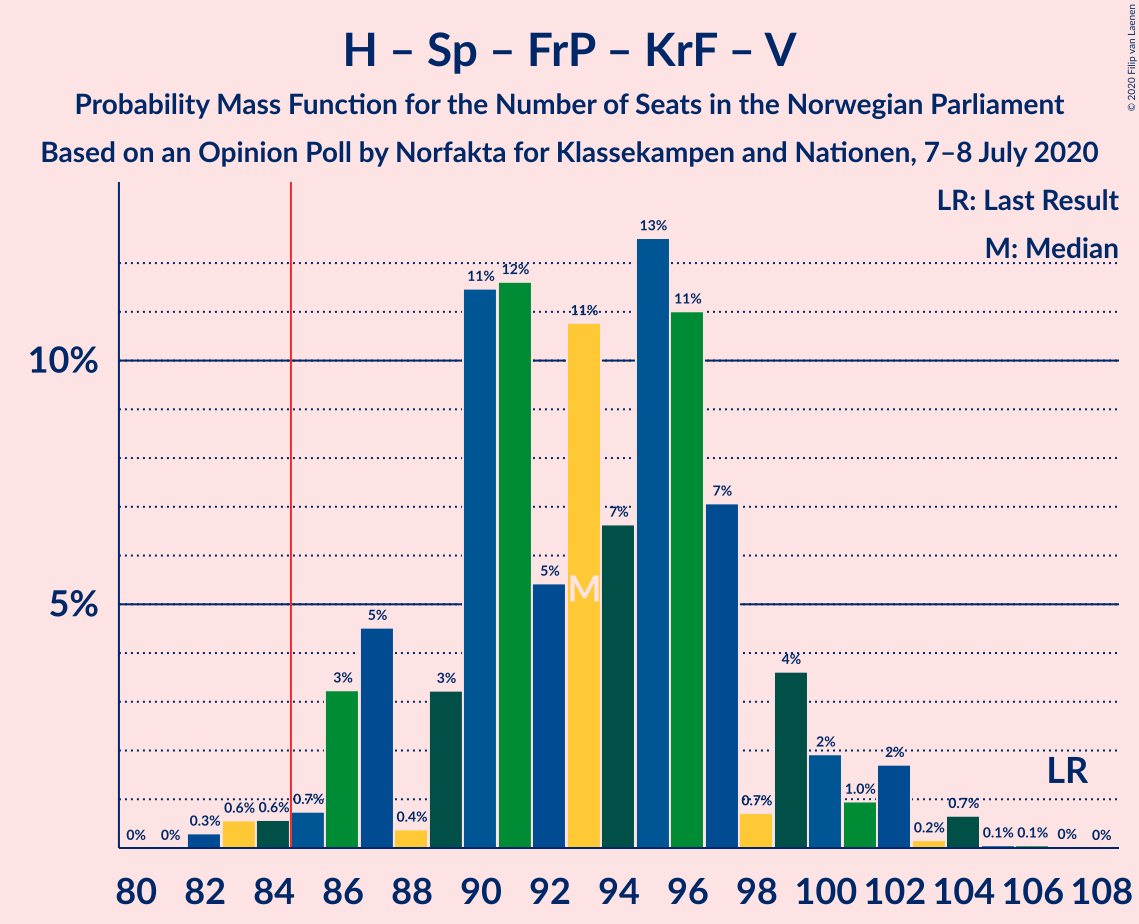 H – Sp – FrP – KrF – V
Probability Mass Function for the Number of Seats in the Norwegian Parliament
Based on an Opinion Poll by Norfakta for Klassekampen and Nationen, 7–8 July 2020
© 2020 Filip van Laenen
LR: Last Result
M: Median
10%
5%
0% 0% 0.3% 0.6% 0.6% 0.7% 3% 5% 0.4% 3% 11% 12% 5% 11% 7% 13% 11% 7% 0.7% 4% 2% 1.0% 2% 0.2% 0.7% 0.1% 0.1% 0% 0%
M
LR
80 82 84 86 88 90 92 94 96 98 100 102 104 106 108